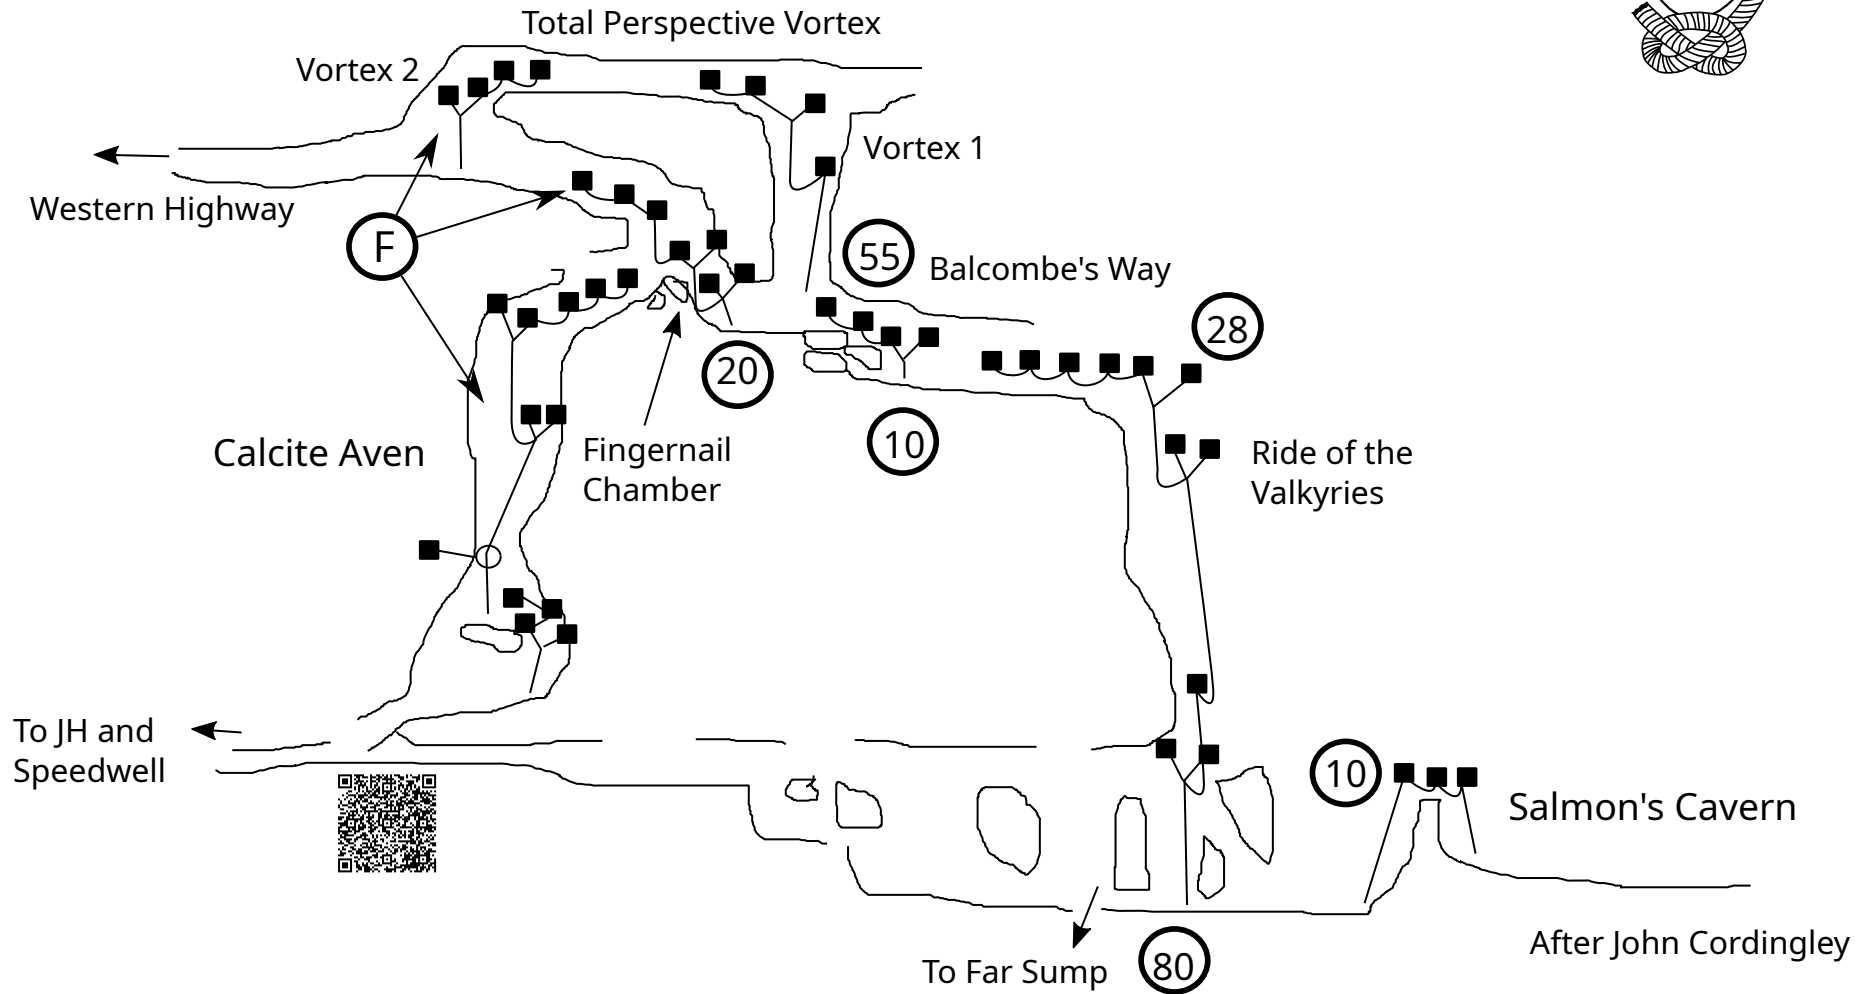 Total Perspective Vortex
Vortex 2
Vortex 1
Western Highway
F
55
Balcombe's Way
28
20
10
Calcite Aven
Fingernail
Chamber
Ride of the
Valkyries
To JH and
Speedwell
10
Salmon's Cavern
After John Cordingley
To Far Sump
80